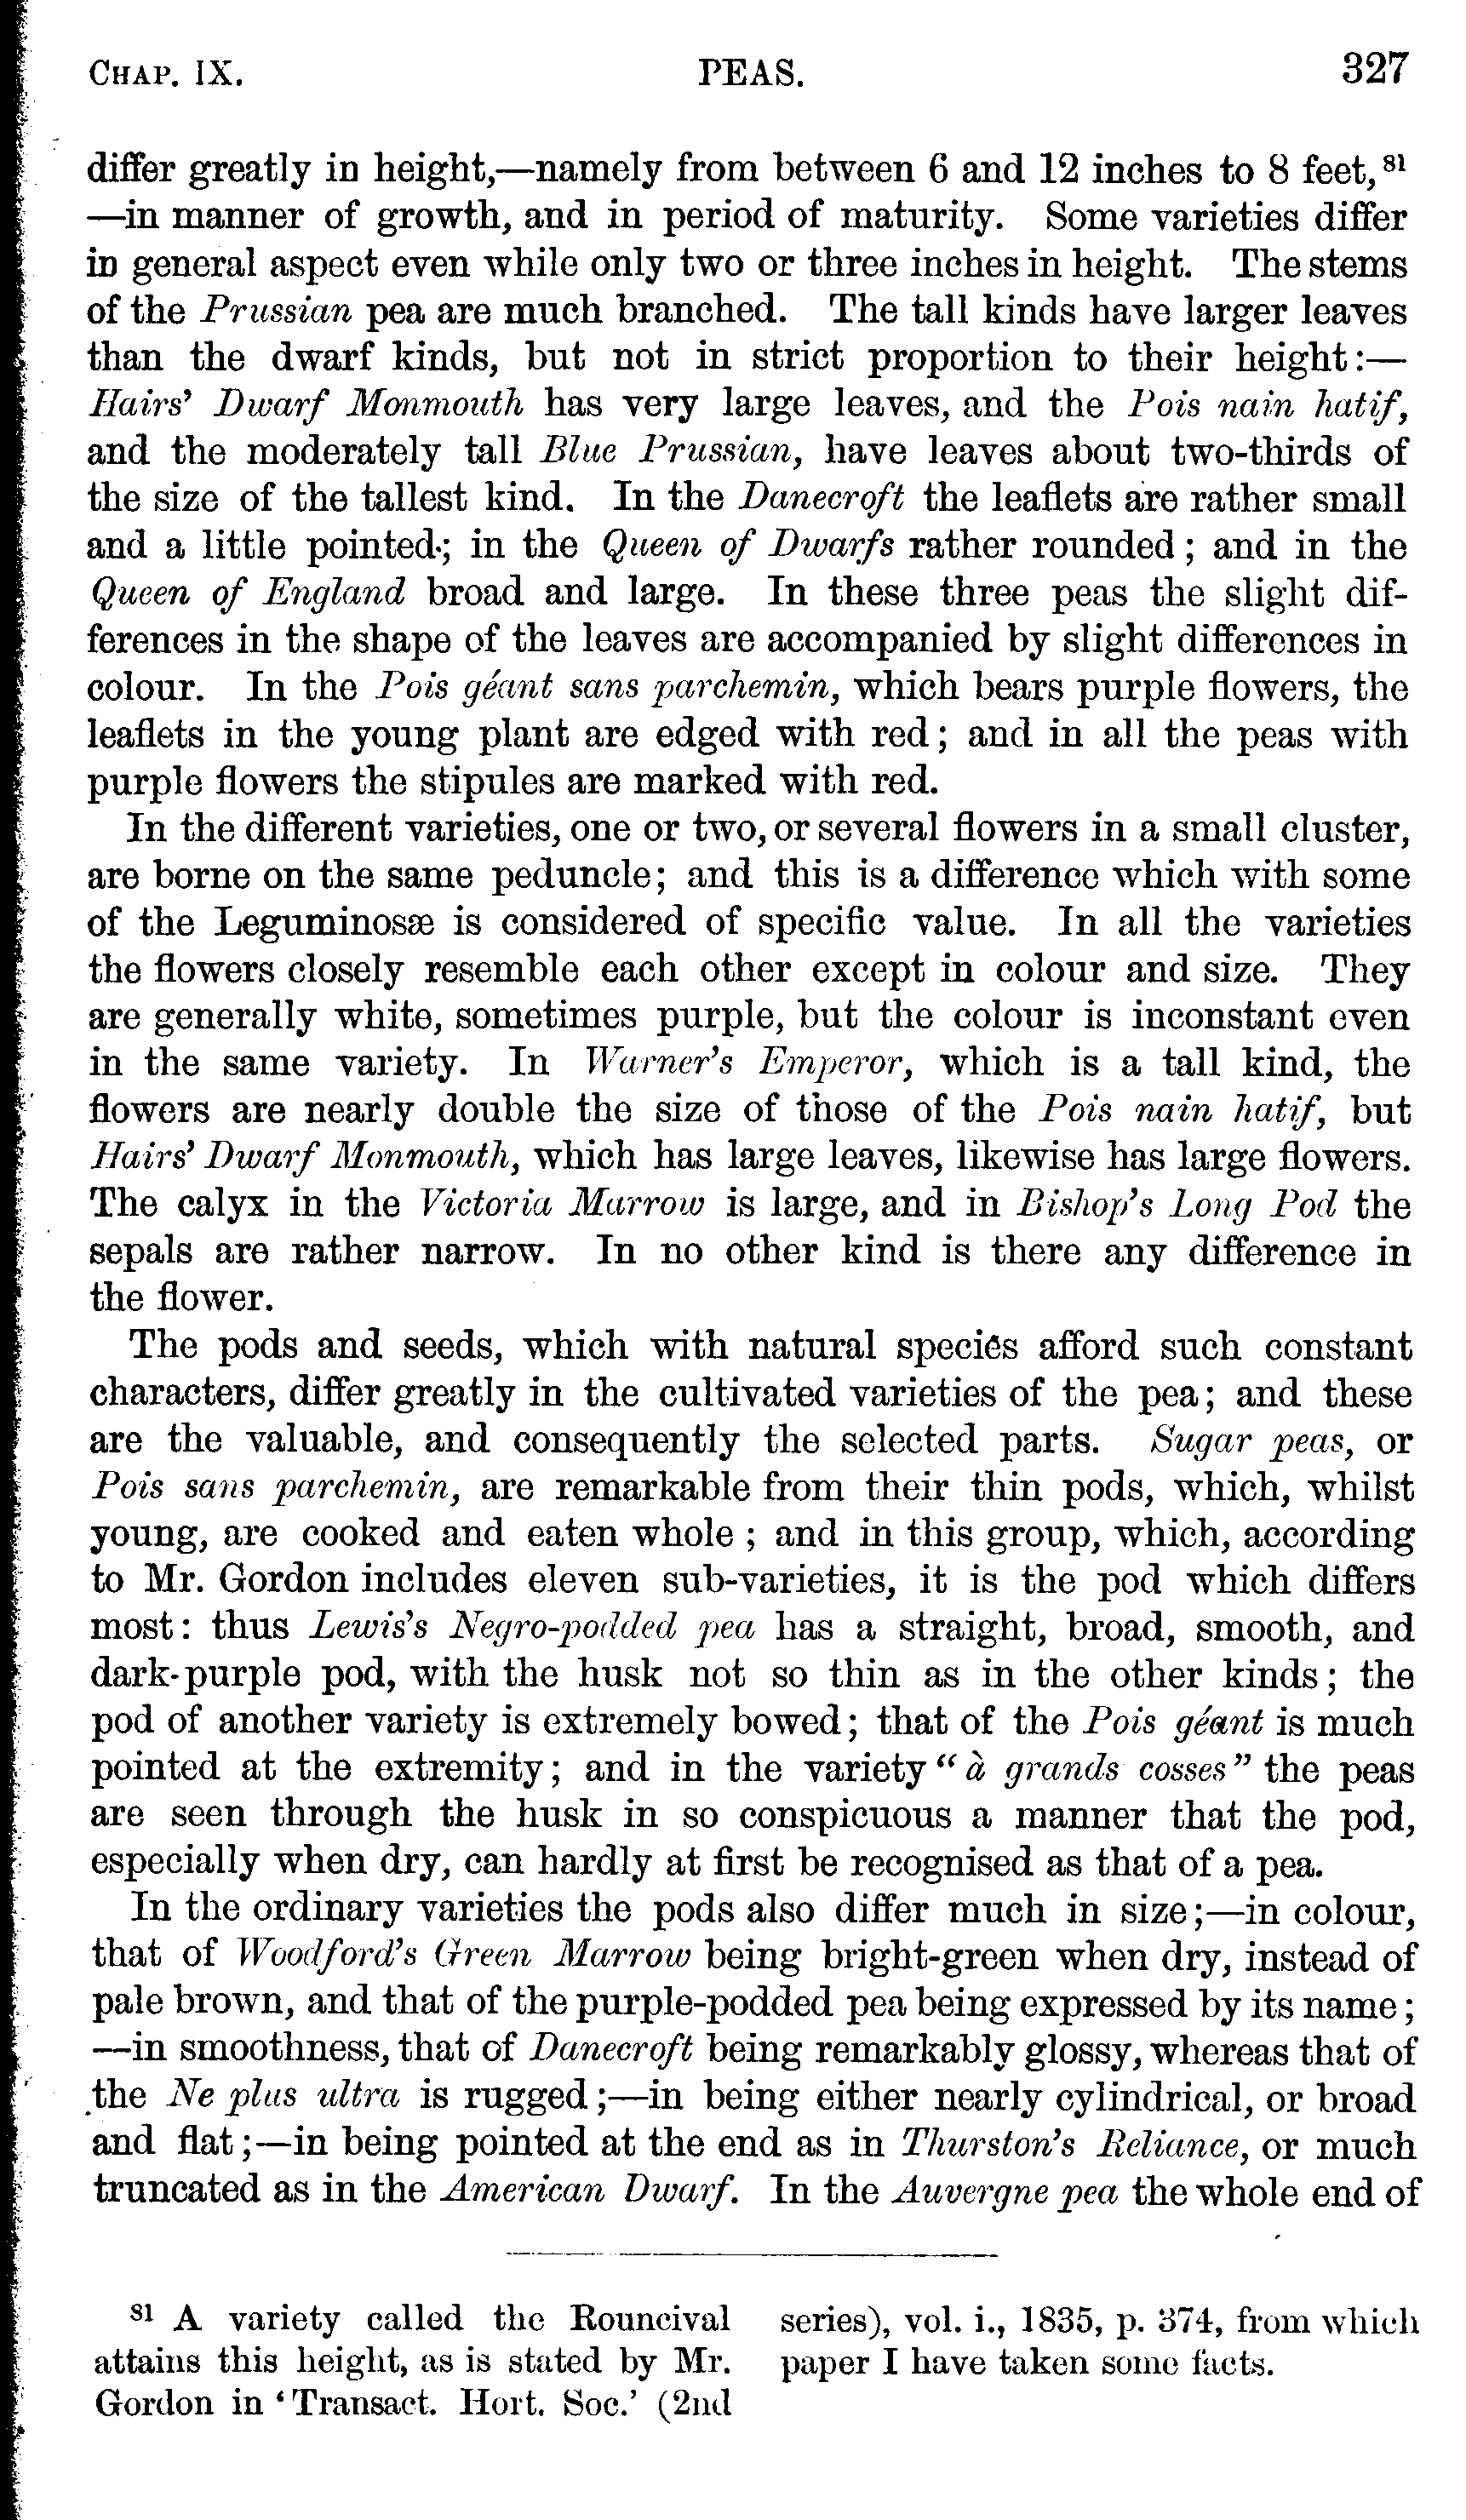 CHAP. IX. PEAS. 327
differ greatly in height,—namely from between 6 and 12 inches to 8 feet,81
—in manner of growth, and in period of maturity. Some varieties differ
in general aspect even while only two or three inches in height. The stems
of the Prussian pea are much branched. The tall kinds have larger leaves
than the dwarf kinds, but not in strict proportion to their height:—
Hairs' Dwarf Monmouth has very large leaves, and the Pois nain hatif,
and the moderately tall Blue Prussian, have leaves about two-thirds of
the size of the tallest kind. In the Danecroft the leaflets are rather small
and a little pointed; in the Queen of Dwarfs rather rounded; and in the
Queen of England broad and large. In these three peas the slight dif-
ferences in the shape of the leaves are accompanied by slight differences in
colour. In the Pois géant sans parchemin, which bears purple flowers, the
leaflets in the young plant are edged with red; and in all the peas with
purple flowers the stipules are marked with red.
In the different varieties, one or two, or several flowers in a small cluster,
are borne on the same peduncle; and this is a difference which with some
of the Leguminosæ is considered of specific value. In all the varieties
the flowers closely resemble each other except in colour and size. They
are generally white, sometimes purple, but the colour is inconstant even
in the same variety. In Warner's Emperor, which is a tall kind, the
flowers are nearly double the size of those of the Pois nain hatif, but
Hairs' Dwarf Monmouth, which has large leaves, likewise has large flowers.
The calyx in the Victoria Marrow is large, and in Bishop's Long Pod the
sepals are rather narrow. In no other kind is there any difference in
the flower.
The pods and seeds, which with natural species afford such constant
characters, differ greatly in the cultivated varieties of the pea; and these
are the valuable, and consequently the selected parts. Sugar peas, or
Pois sans parchemin, are remarkable from their thin pods, which, whilst
young, are cooked and eaten whole; and in this group, which, according
to Mr. Gordon includes eleven sub-varieties, it is the pod which differs
most: thus Lewis's Negro-podded pea has a straight, broad, smooth, and
dark-purple pod, with the husk not so thin as in the other kinds; the
pod of another variety is extremely bowed; that of the Pois géant is much
pointed at the extremity; and in the variety "à grands cosses" the peas
are seen through the husk in so conspicuous a manner that the pod,
especially when dry, can hardly at first be recognised as that of a pea.
In the ordinary varieties the pods also differ much in size;—in colour,
that of Woodford's Green Marrow being bright-green when dry, instead of
pale brown, and that of the purple-podded pea being expressed by its name;
—in smoothness, that of Danecroft being remarkably glossy, whereas that of
the Ne plus ultra is rugged;—in being either nearly cylindrical, or broad
and flat;—in being pointed at the end as in Thurston's Reliance, or much
truncated as in the American Dwarf. In the Auvergne pea the whole end of
81 A variety called the Rouncival
attains this height, as is stated by Mr.
Gordon in 'Transact. Hort. Soc.' (2nd
series), vol. i., 1835, p. 374, from which
paper I have taken some facts.